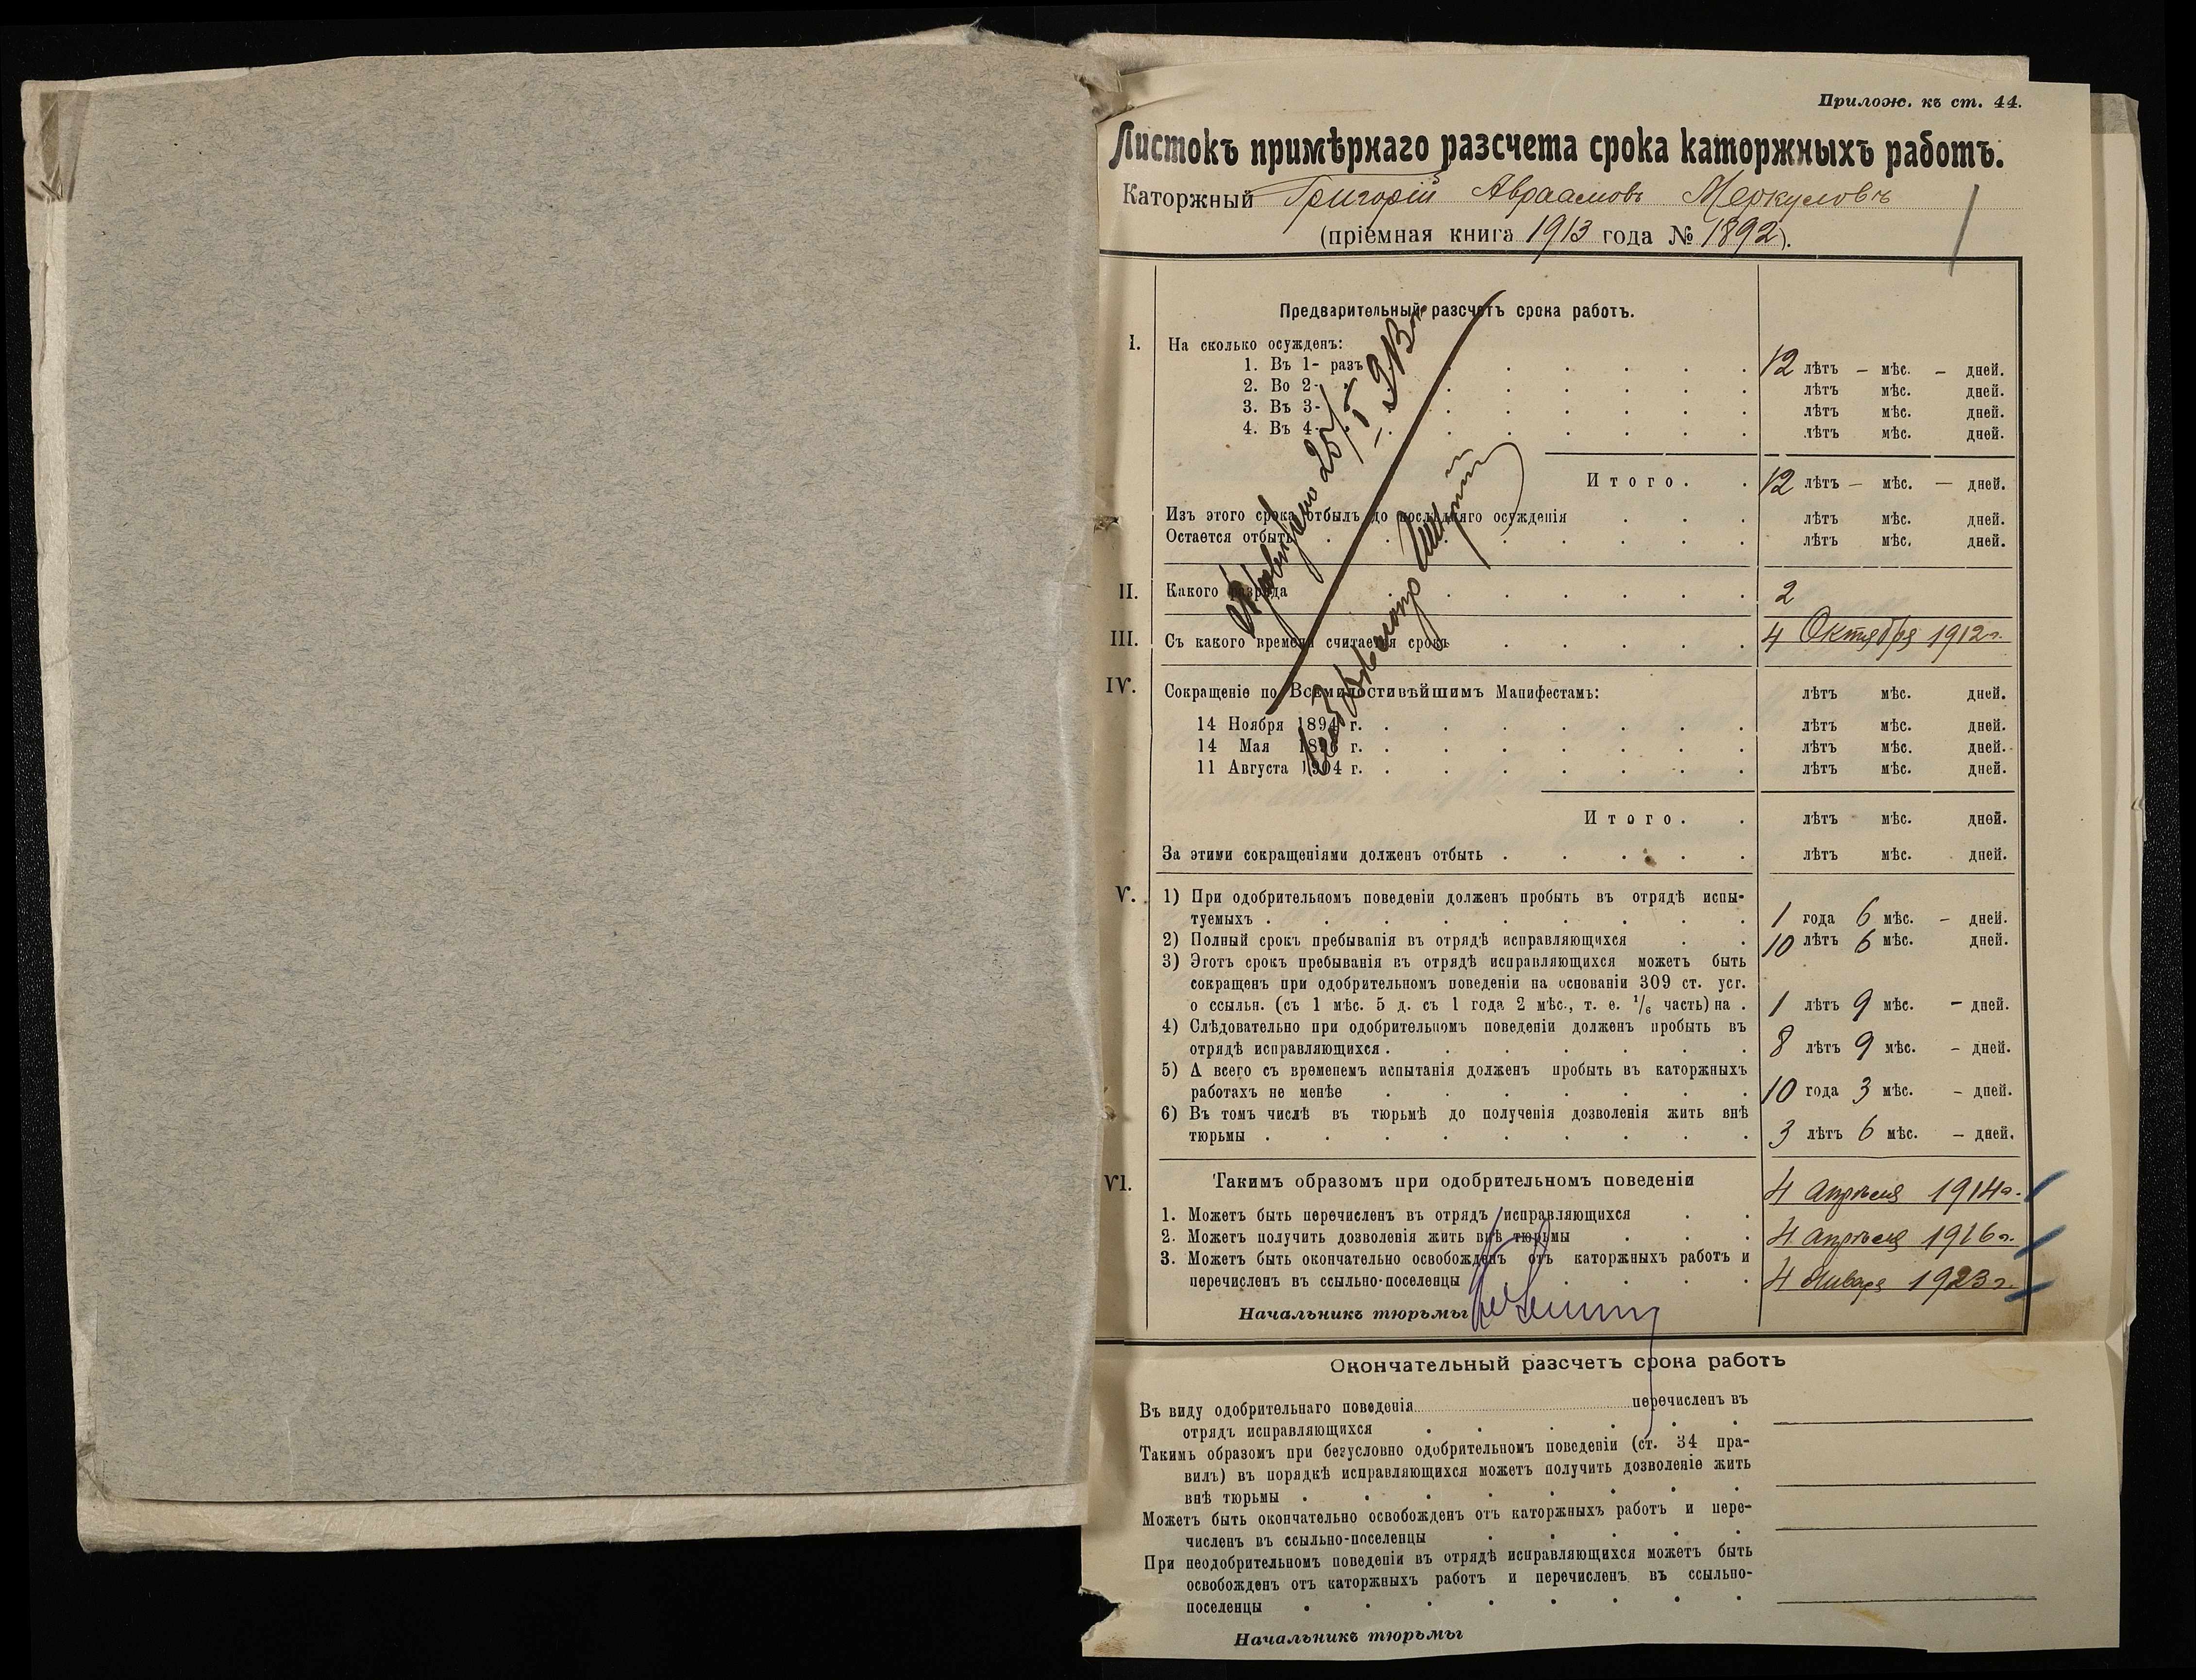 Прилож. къ ст. 44.
Листокъ примѣрнаго разсчета срока каторжныхъ работъ.
Каторжный Григорій Авраамовъ Меркуловъ
(пріемная книга 1913 года № 1892).
Предварительный разсчетъ срока работъ.
I. На сколько осужденъ:
1. Въ 1- разъ 12 лѣтъ - мѣс. - дней.
2. Во 2- „ лѣтъ мѣс. дней.
3. Въ 3- лѣтъ мѣс. дней.
4. Въ 4- лѣтъ мѣс. дней.
Итого. 12 лѣтъ - мѣс. - дней.
Изъ этого срока отбылъ до послѣдняго осужденія лѣтъ мѣс. дней.
Остается отбыть лѣтъ мѣс. дней.
II. Какого разряда 2
III. Съ какого времени считается срокъ 4 Октября 1912 г.
IV. Сокращеніе по Всемилостивѣйшимъ Манифестамъ: лѣтъ мѣс. дней.
14 Ноября 1894 г. лѣтъ мѣс. дней.
14 Мая 1896 г. лѣтъ мѣс. дней.
11 Августа 1904 г. лѣтъ мѣс. дней.
Итого. лѣтъ мѣс. дней.
За этими сокращеніями долженъ отбыть лѣтъ мѣс. дней.
V. 1) При одобрительномъ поведеніи долженъ пробыть въ отрядѣ испы-
туемыхъ 1 года 6 мѣс. - дней.
2) Полный срокъ пребыванія въ отрядѣ исправляющихся 10 лѣтъ 6 мѣс. дней.
3) Этотъ срокъ пребыванія въ отрядѣ исправляющихся можетъ быть
сокращенъ при одобрительномъ поведеніи на основаніи 309 ст. уст.
о ссыльн. (съ 1 мѣс. 5 д. съ 1 года 2 мѣс., т. е. 1/6 часть) на 1 лѣтъ 9 мѣс. - дней.
4) Слѣдовательно при одобрительномъ поведеніи долженъ пробыть въ
отрядѣ исправляющихся. 8 лѣтъ 9 мѣс. - дней.
5) А всего съ временемъ испытанія долженъ пробыть въ каторжныхъ
работахъ не менѣе 10 года 3 мѣс. - дней.
6) Въ томъ числѣ въ тюрьмѣ до полученія дозволенія жить внѣ
тюрьмы 3 лѣтъ 6 мѣс. - дней.
VI. Такимъ образомъ при одобрительномъ поведеніи
1. Можетъ быть перечисленъ въ отрядъ исправляющихся 4 апрѣля 1914 г.
2. Можетъ получить дозволенія жить внѣ тюрьмы 4 апрѣля 1916 г.
3. Можетъ быть окончательно освобожденъ отъ каторжныхъ работъ и
перечисленъ въ ссыльно-поселенцы 4 Января 1923 г.
Начальникъ тюрьмы
Провѣрено 25/I 1913 г.
Окончательный разсчетъ срока работъ
Въ виду одобрительнаго поведенія перечисленъ въ
отрядъ исправляющихся
Такимъ образомъ при безусловно одобрительномъ поведеніи (ст. 34 пра-
вилъ) въ порядкѣ исправляющихся можетъ получить дозволеніе жить
внѣ тюрьмы
Можетъ быть окончательно освобожденъ отъ каторжныхъ работъ и пере-
численъ въ ссыльно-поселенцы
При неодобрительномъ поведеніи въ отрядѣ исправляющихся можетъ быть
освобожденъ отъ каторжныхъ работъ и перечисленъ въ ссыльно-
поселенцы
Начальникъ тюрьмы